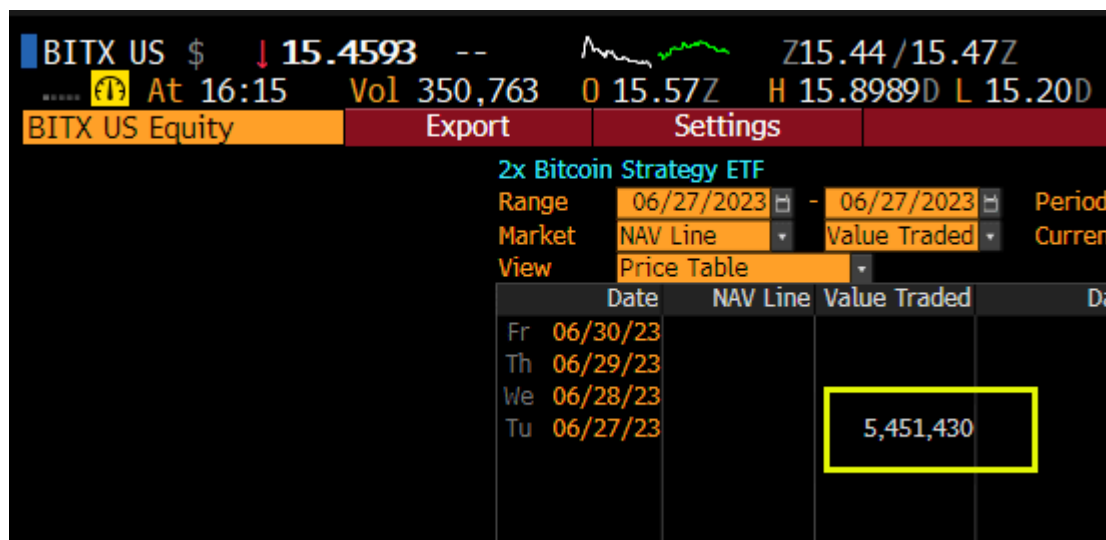 BITX US $ ↓ 15.4593 -- Z15.44/15.47Z
..... At 16:15 Vol 350,763 O 15.57Z H 15.8989D L 15.20D
BITX US Equity Export Settings
2x Bitcoin Strategy ETF
Range 06/27/2023 - 06/27/2023 Period
Market NAV Line Value Traded Curren
View Price Table
Date NAV Line Value Traded Da
Fr 06/30/23
Th 06/29/23
We 06/28/23
Tu 06/27/23 5,451,430